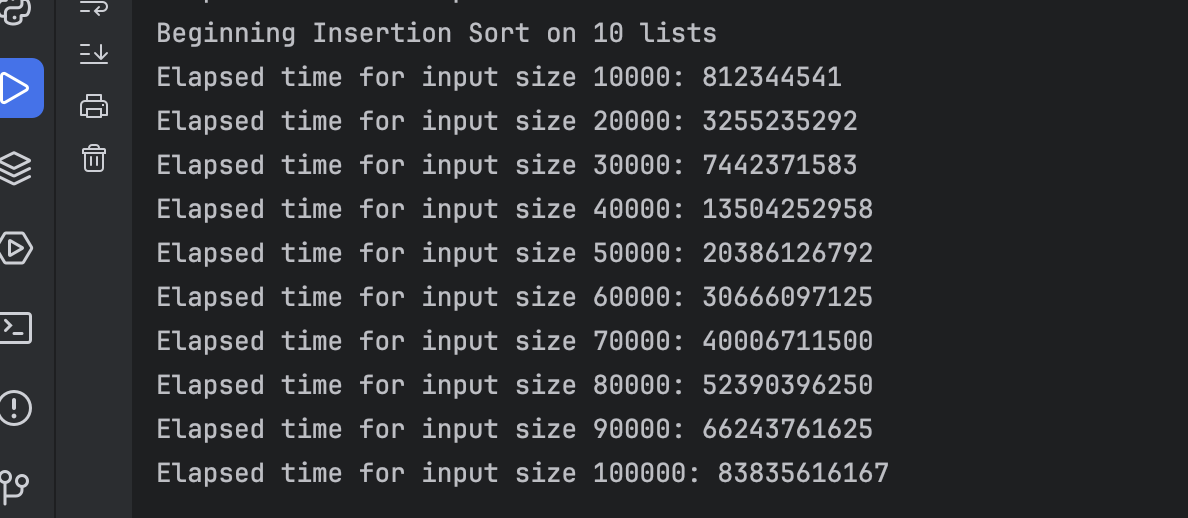 Beginning Insertion Sort on 10 lists
Elapsed time for input size 10000: 812344541
Elapsed time for input size 20000: 3255235292
Elapsed time for input size 30000: 7442371583
Elapsed time for input size 40000: 13504252958
Elapsed time for input size 50000: 20386126792
Elapsed time for input size 60000: 30666097125
Elapsed time for input size 70000: 40006711500
Elapsed time for input size 80000: 52390396250
Elapsed time for input size 90000: 66243761625
Elapsed time for input size 100000: 83835616167